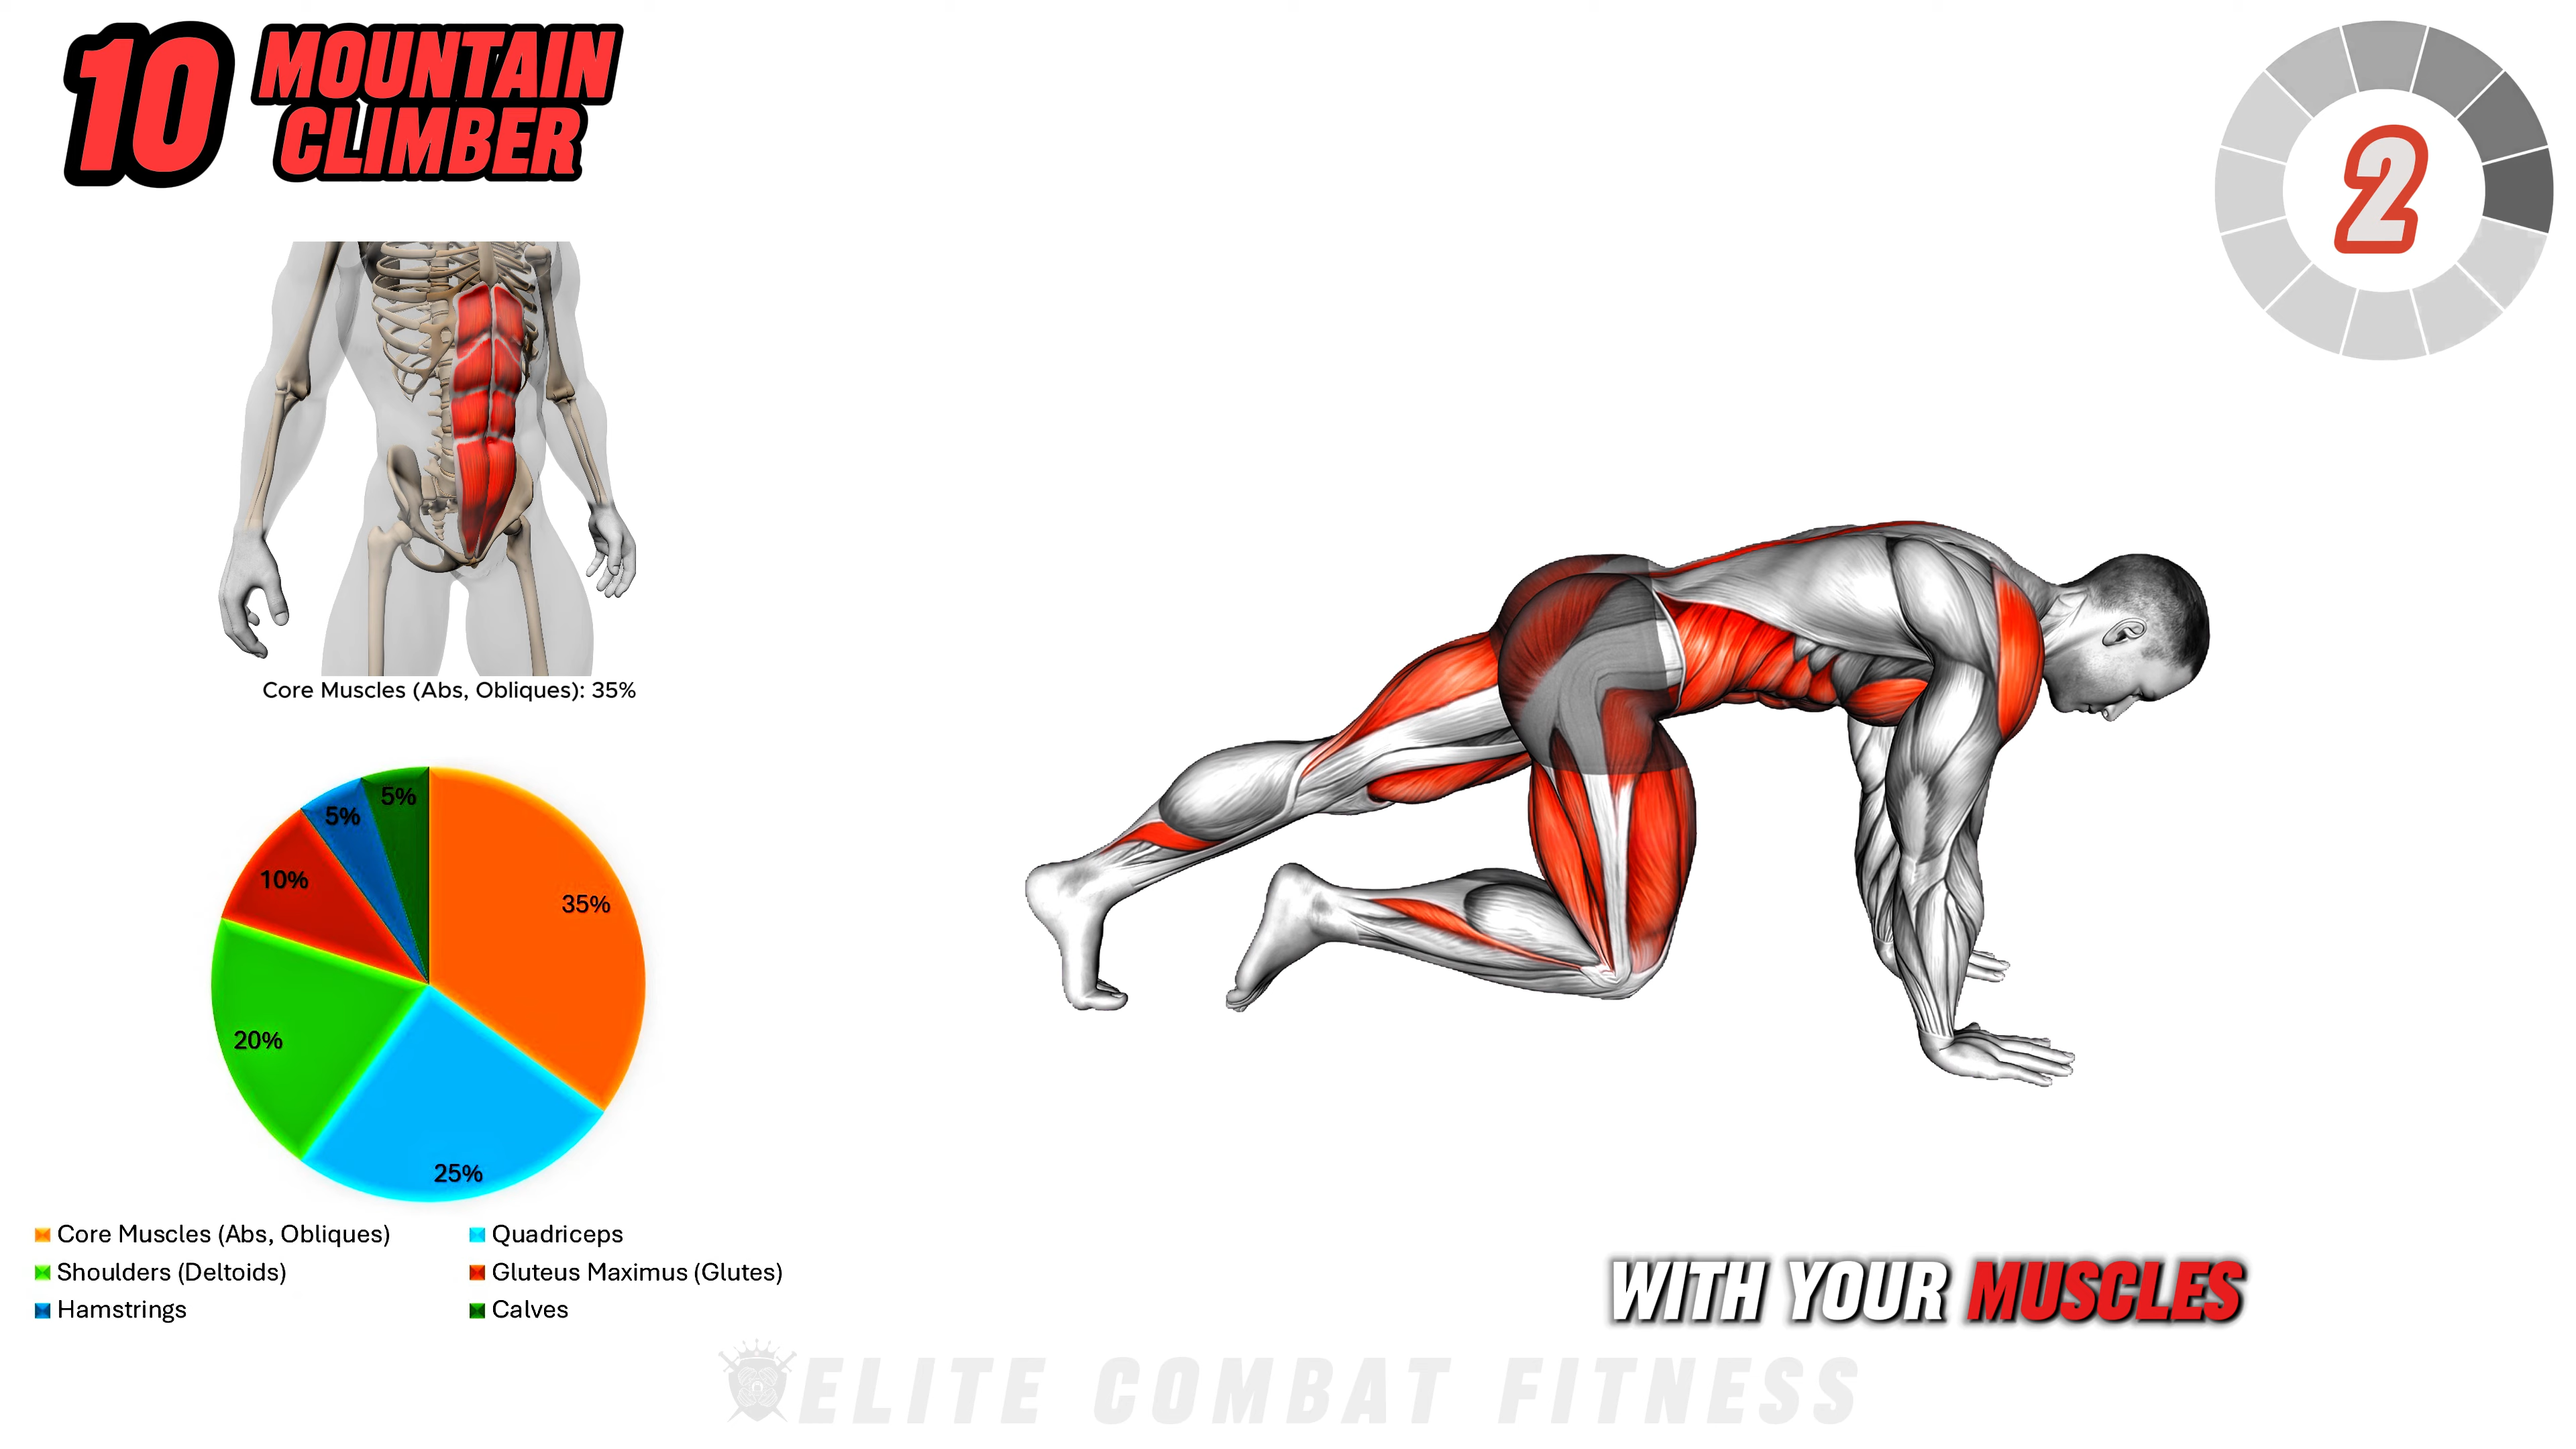 10
MOUNTAIN
CLIMBER
2
Core Muscles (Abs, Obliques): 35%
5%
5%
10%
35%
20%
25%
Core Muscles (Abs, Obliques)
Quadriceps
Shoulders (Deltoids)
Gluteus Maximus (Glutes)
Hamstrings
Calves
WITH YOUR MUSCLES
ELITE COMBAT FITNESS